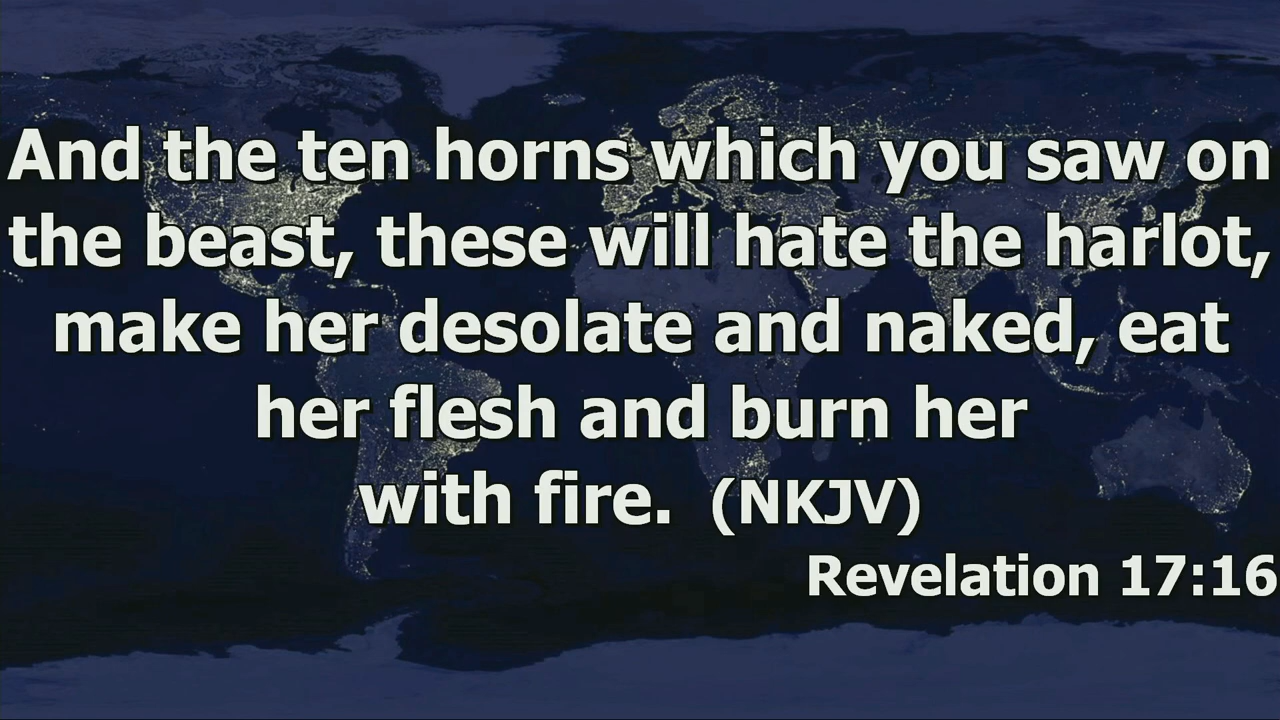 And the ten horns which you saw on
the beast, these will hate the harlot,
make her desolate and naked, eat
her flesh and burn her
with fire. (NKJV)
Revelation 17:16